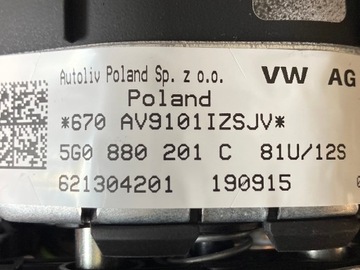 Autoliv Poland Sp. z o.o. VW AG
Poland
*670 AV9101IZSJV*
5G0 880 201 C 81U/12S
621304201 190915